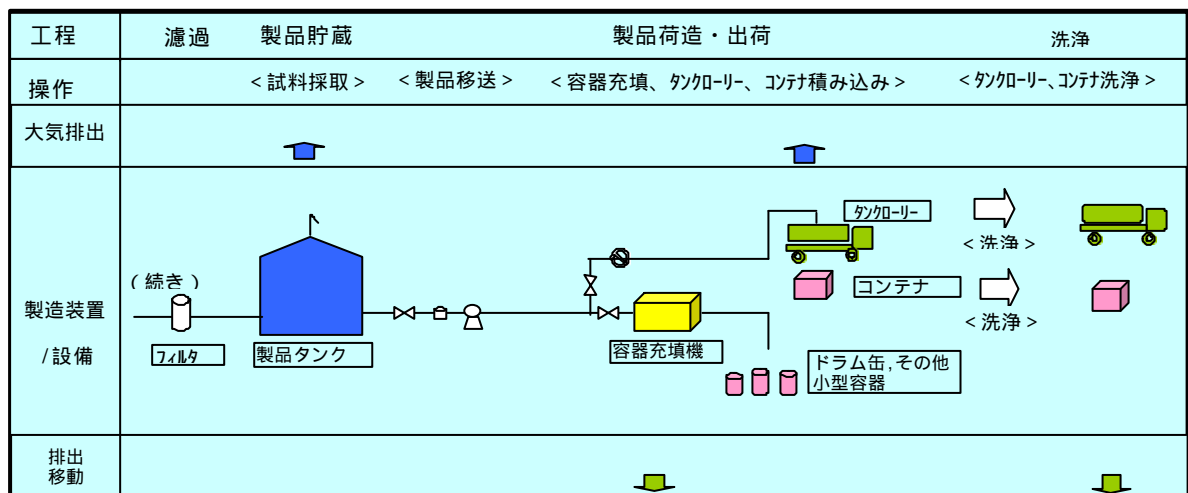 工程 濾過 製品貯蔵 製品荷造・出荷 洗浄
操作 <試料採取> <製品移送> <容器充填、ﾀﾝｸﾛｰﾘｰ、ｺﾝﾃﾅ積み込み> <ﾀﾝｸﾛｰﾘｰ、ｺﾝﾃﾅ洗浄>
大気排出
ﾀﾝｸﾛｰﾘｰ
<洗浄>
(続き)
コンテナ
製造装置
<洗浄>
/設備
ﾌｨﾙﾀ
製品タンク
容器充填機
ドラム缶,その他
小型容器
排出
移動